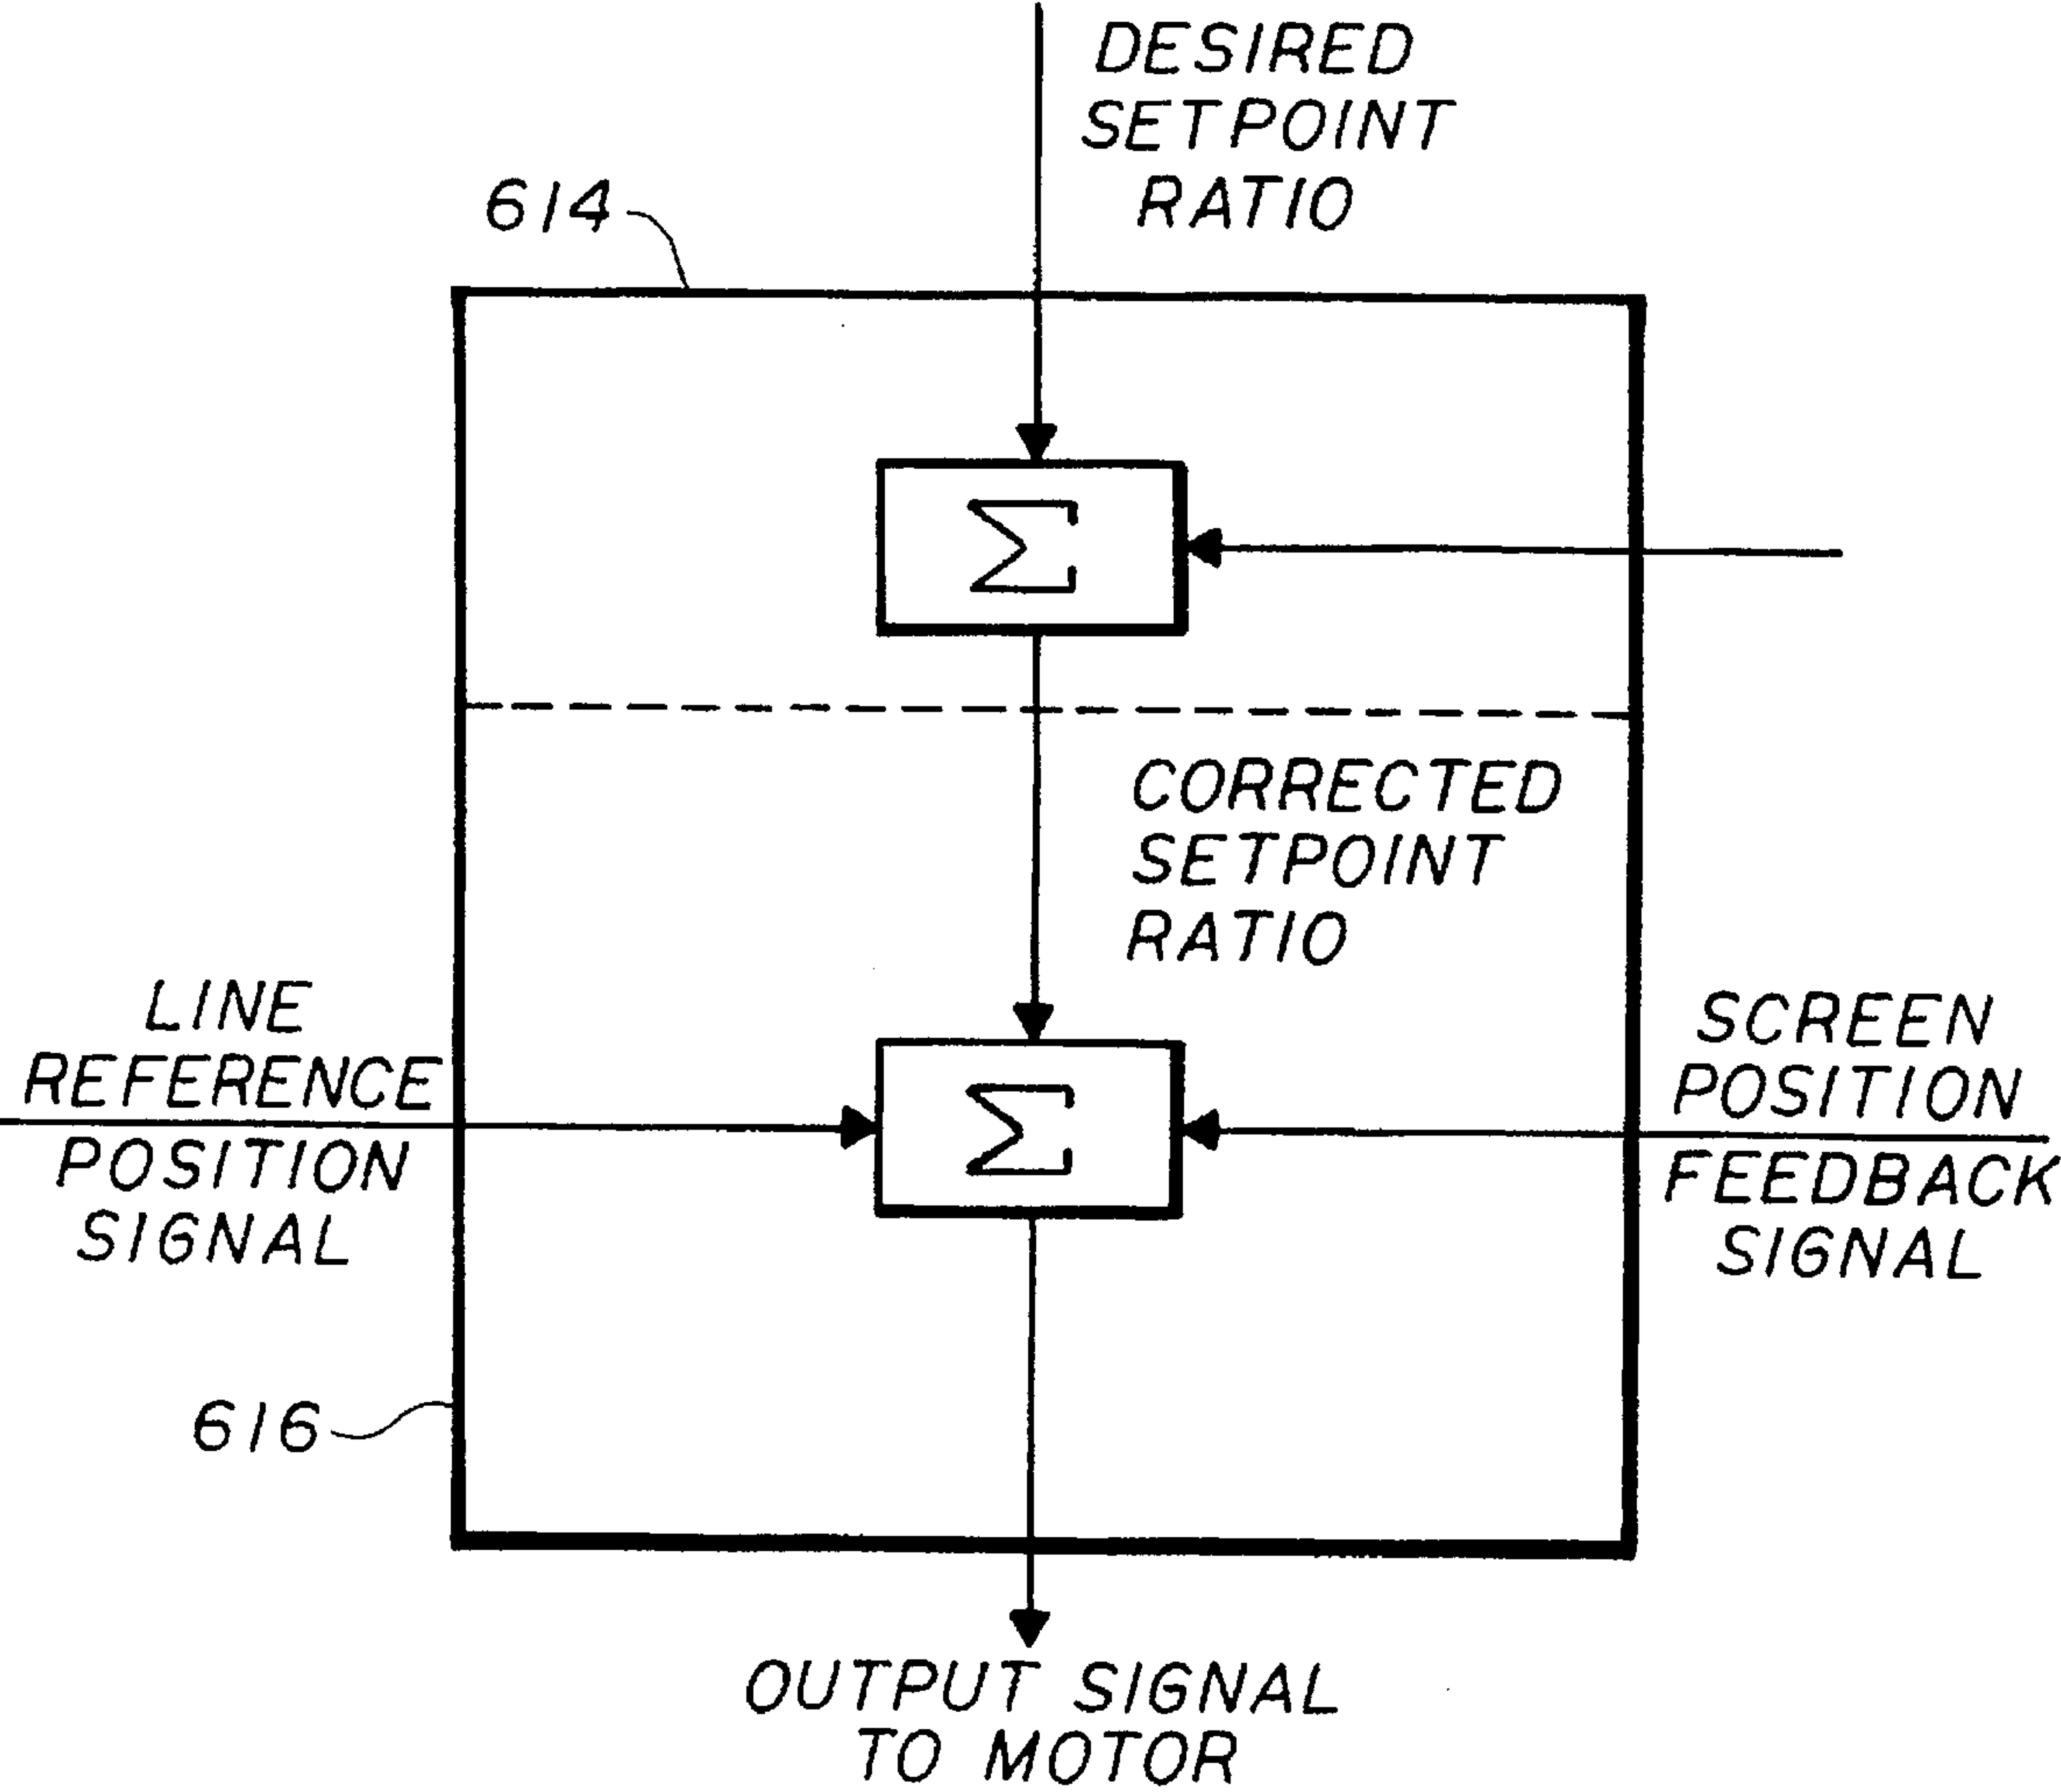 DESIRED
SETPOINT
RATIO
614
Σ
CORRECTED
SETPOINT
RATIO
LINE
REFERENCE
POSITION
SIGNAL
Σ
SCREEN
POSITION
FEEDBACK
SIGNAL
616
OUTPUT SIGNAL
TO MOTOR